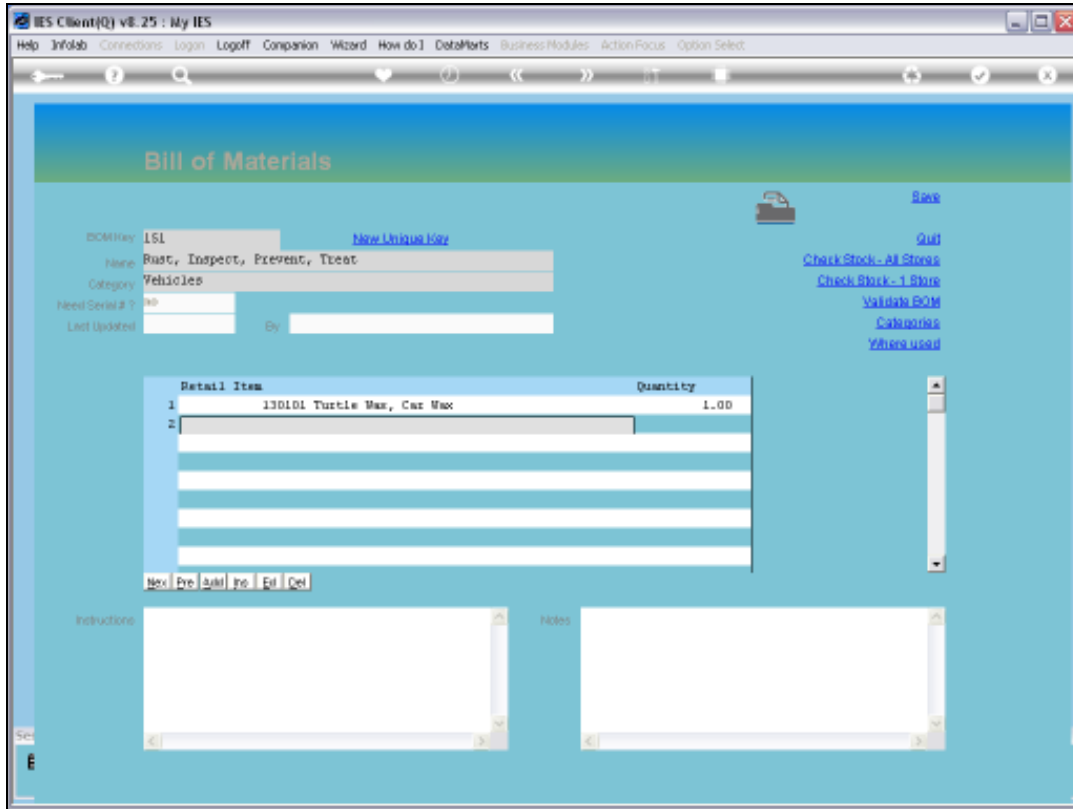 IES Client(Q) v8.25 : My IES
Help Infolab Connections Logon Logoff Companion Wizard How do I DataMarts Business Modules Action Focus Option Select
Bill of Materials
Save
BOM Key 151 New Unique Key Quit
Name Rust, Inspect, Prevent, Treat Check Stock - All Stores
Category Vehicles Check Stock - 1 Store
Need Serial # ? no Validate BOM
Last Updated By Categories
Where used
Retail Item Quantity
1 130101 Turtle Wax, Car Wax 1.00
2
Nex Pre Add Ins Ed Del
Instructions Notes
Se